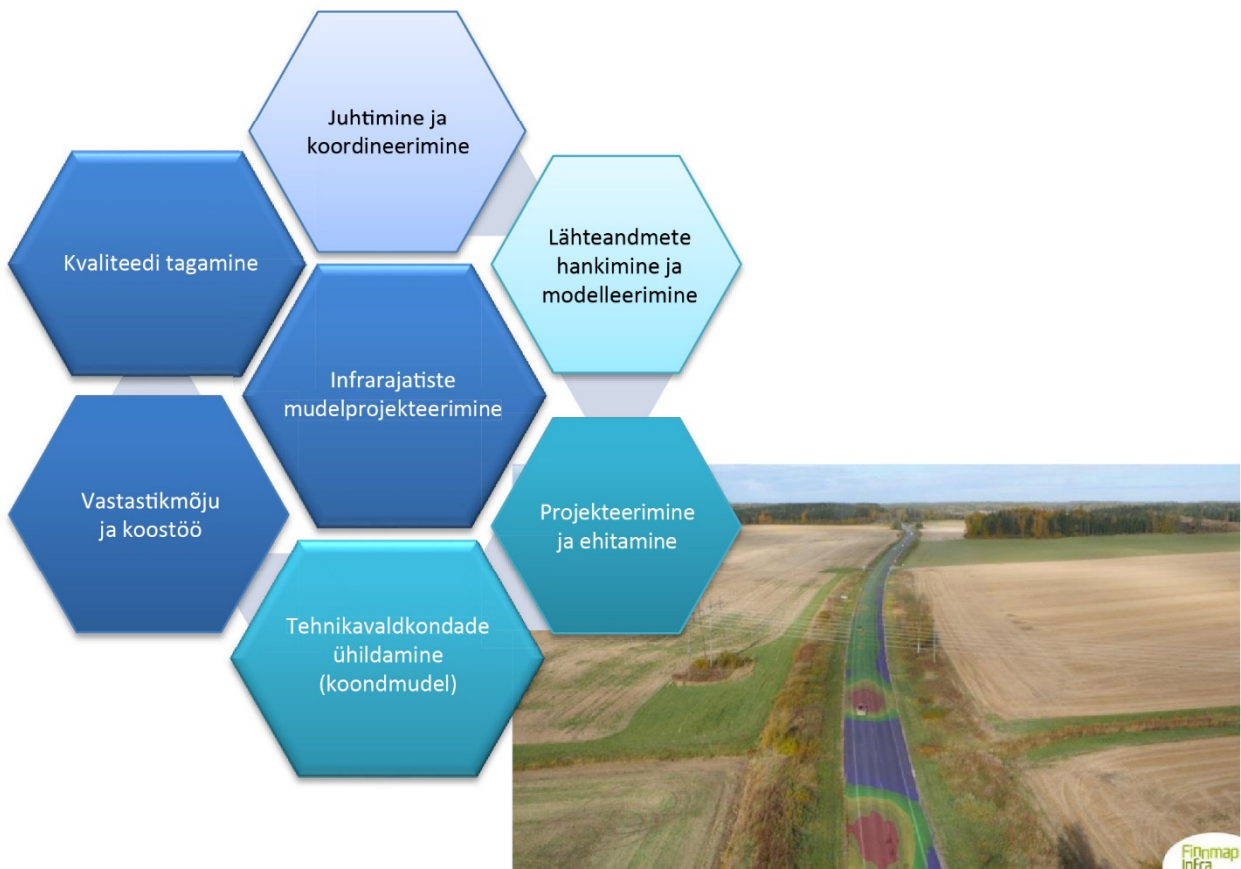 Juhtimine ja
koordineerimine
Kvaliteedi tagamine
Lähteandmete
hankimine ja
modelleerimine
Infrarajatiste
mudelprojekteerimine
Vastastikmõju
ja koostöö
Projekteerimine
ja ehitamine
Tehnikavaldkondade
ühildamine
(koondmudel)
Finnmap
Infra